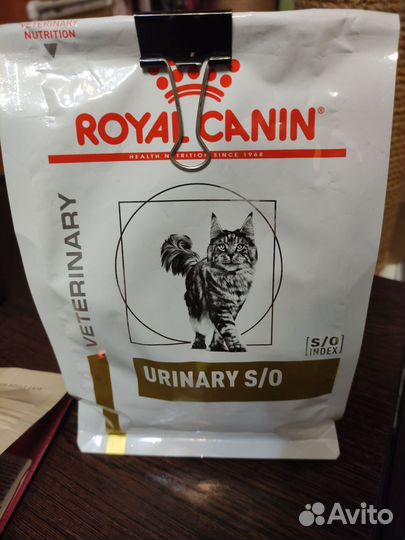 VETERINARY
NUTRITION
ROYAL CANIN®
HEALTH NUTRITION SINCE 1968
VETERINARY
S/O
INDEX
URINARY S/O
Avito